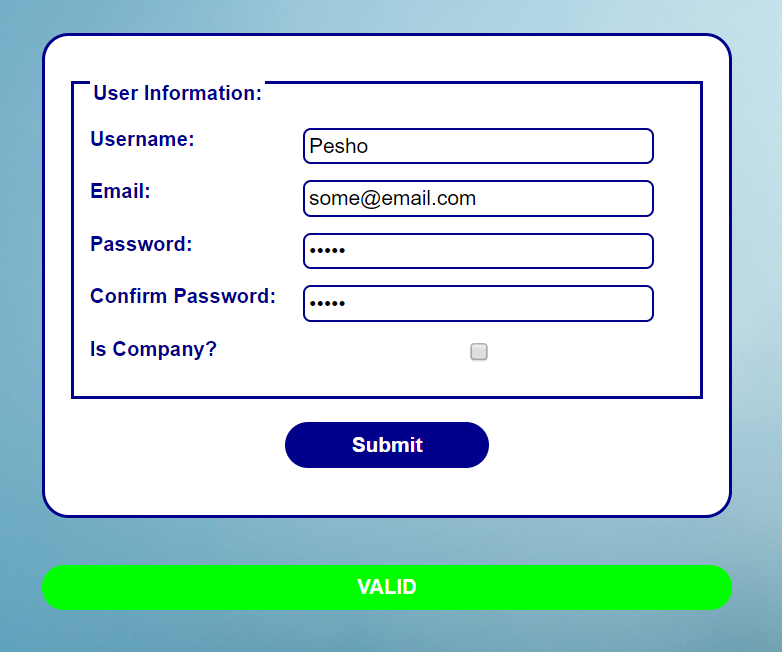 User Information:
Username: Pesho
Email: some@email.com
Password: •••••
Confirm Password: •••••
Is Company?
Submit
VALID